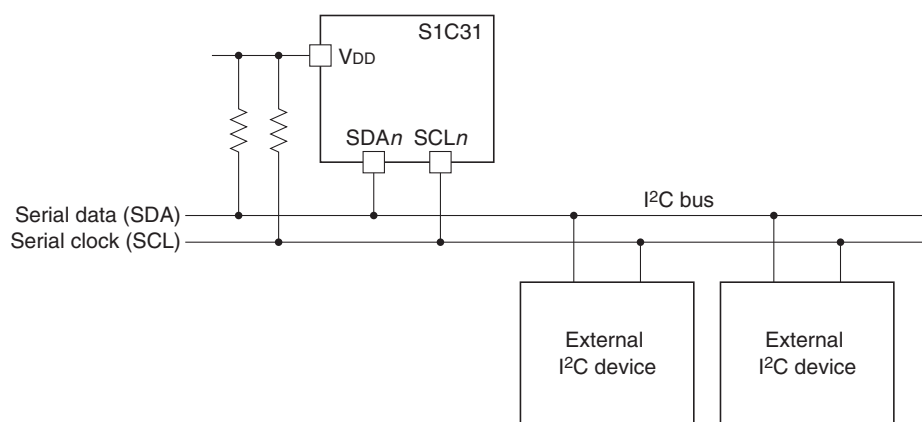 S1C31
VDD
SDAn SCLn
I²C bus
Serial data (SDA)
Serial clock (SCL)
External
I²C device
External
I²C device